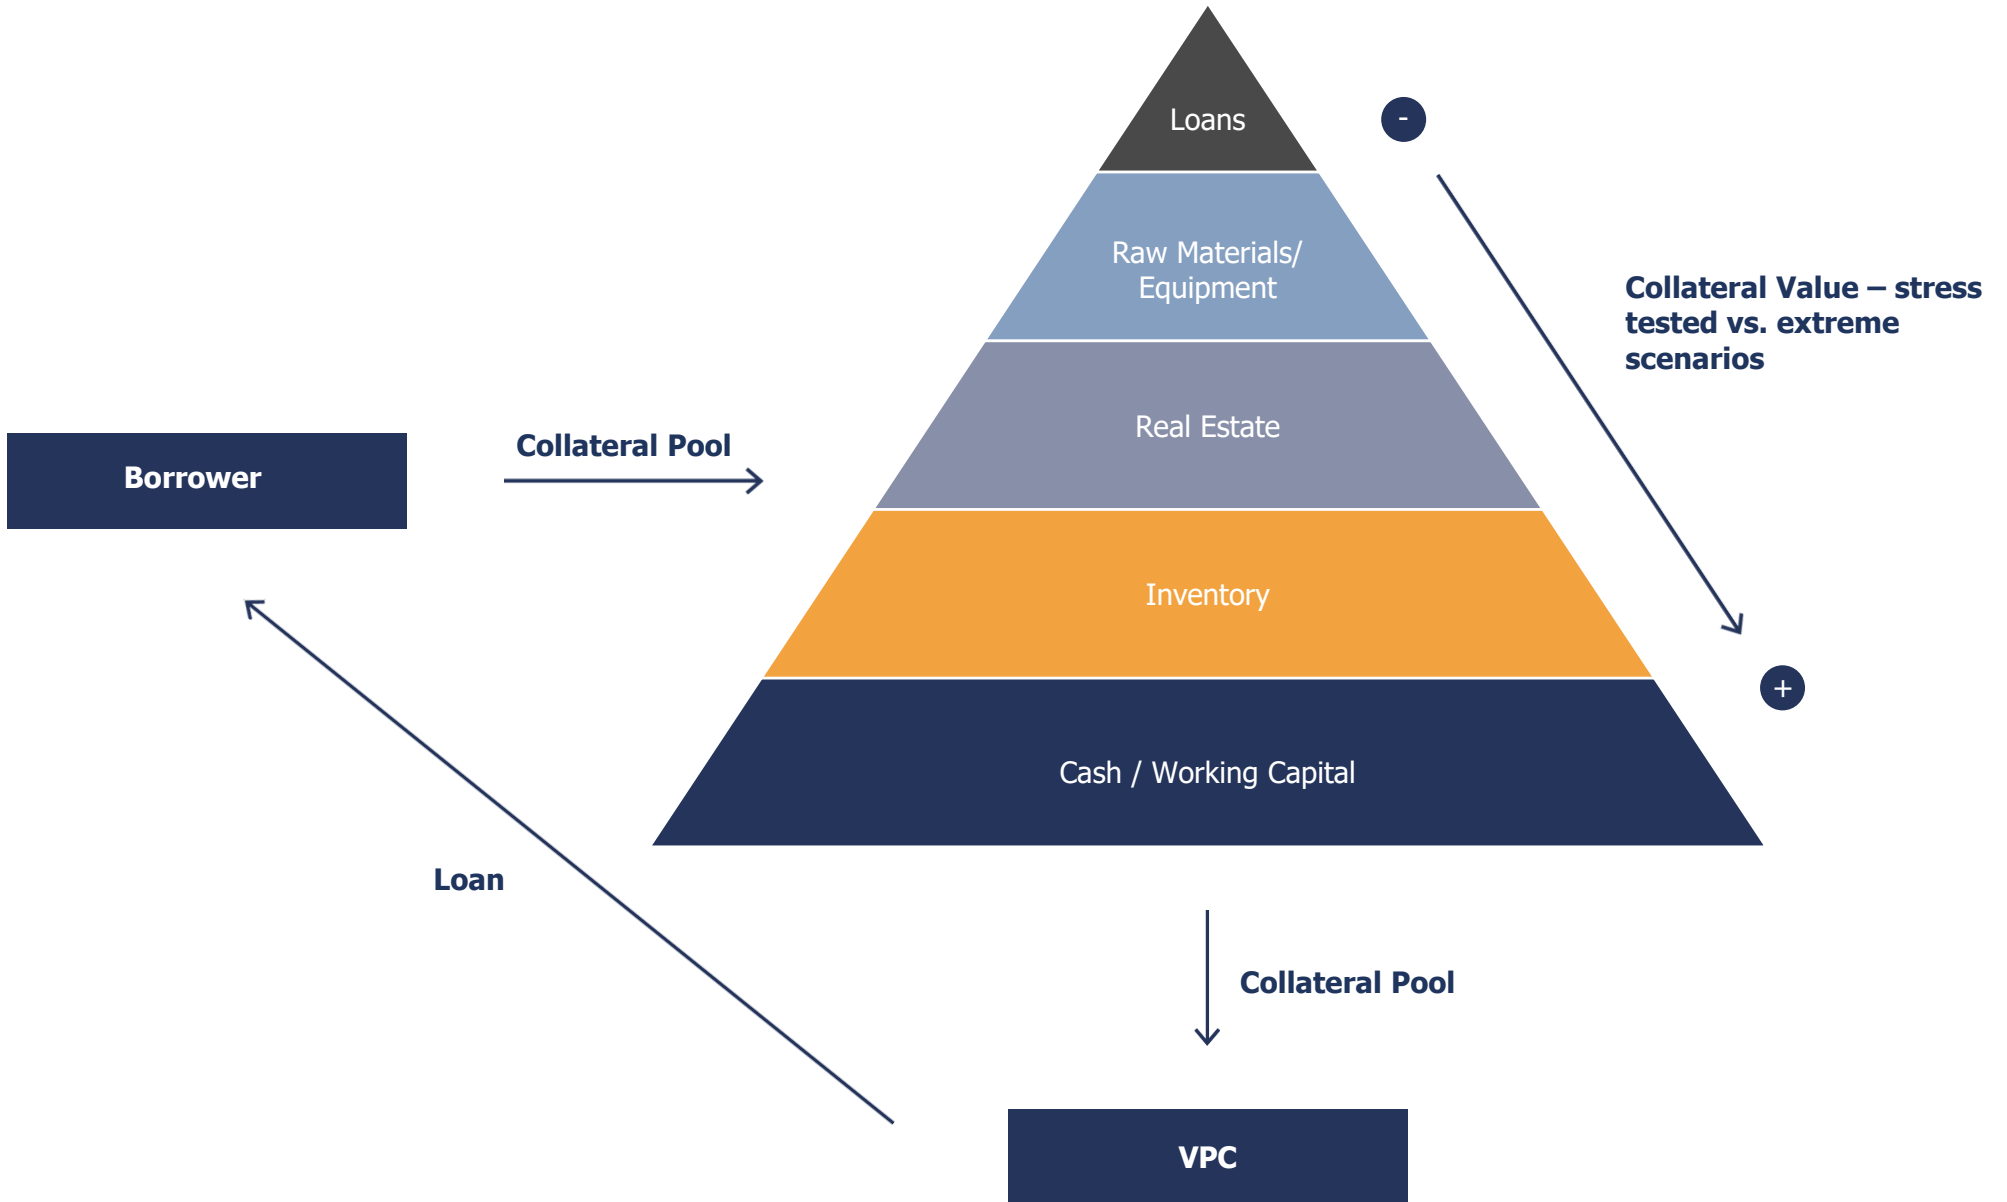 Loans
-
Raw Materials/
Equipment
Collateral Value – stress
tested vs. extreme
scenarios
Real Estate
Collateral Pool
Borrower
Inventory
+
Cash / Working Capital
Loan
Collateral Pool
VPC